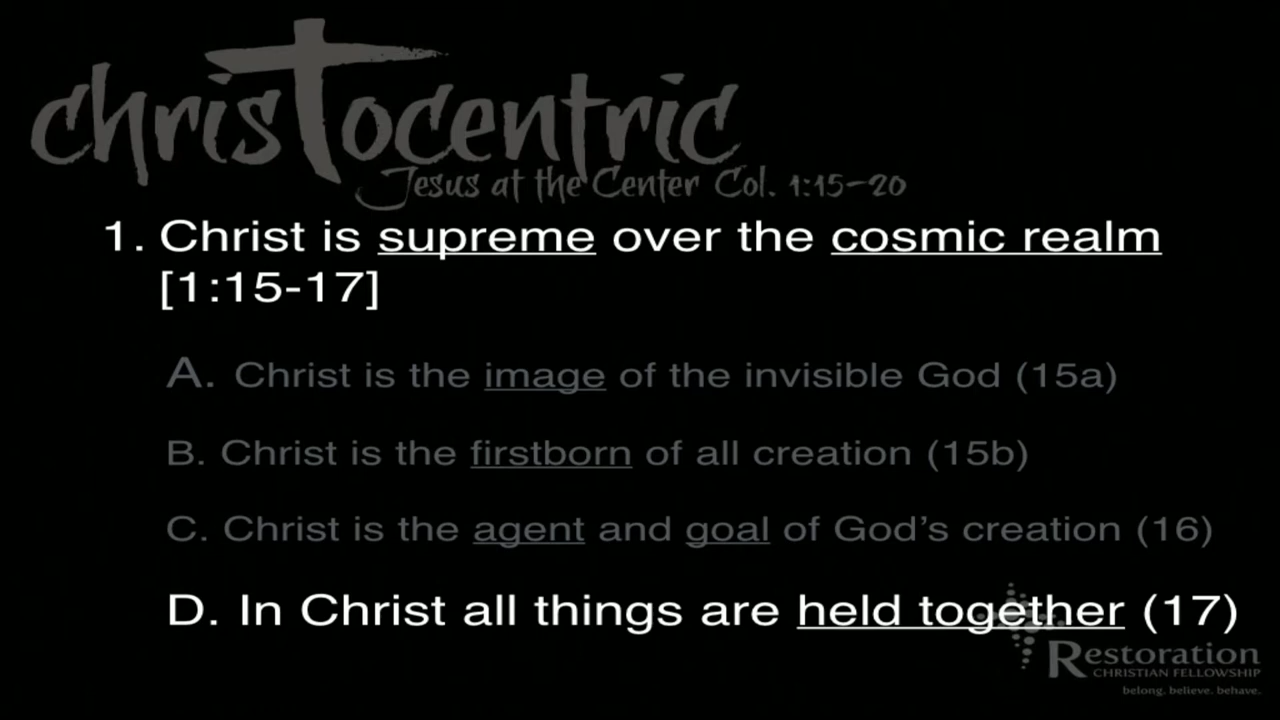 chrisTocentric
Jesus at the Center Col. 1:15-20
1. Christ is supreme over the cosmic realm
[1:15-17]
A. Christ is the image of the invisible God (15a)
B. Christ is the firstborn of all creation (15b)
C. Christ is the agent and goal of God’s creation (16)
D. In Christ all things are held together (17)
Restoration
CHRISTIAN FELLOWSHIP
belong. believe. behave.